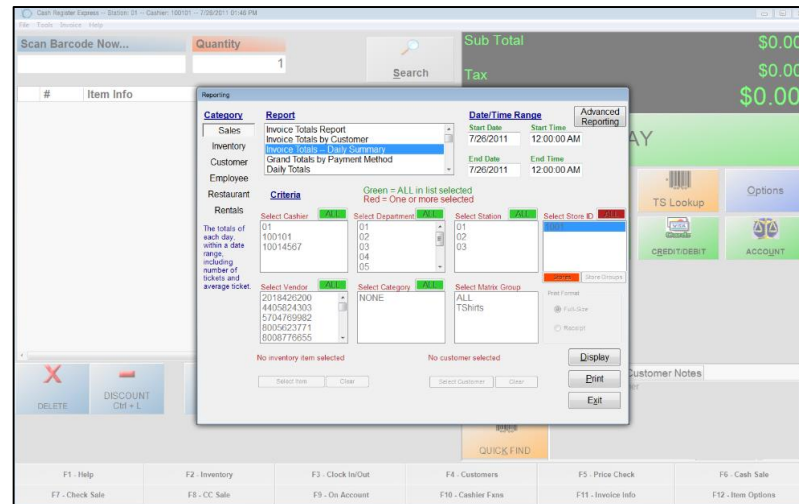 Cash Register Express -- Station: 01 -- Cashier: 100101 -- 7/26/2011 01:46 PM
File Tools Invoice Help
Scan Barcode Now...
Quantity
1
Search
Sub Total
$0.00
Tax
$0.00
$0.00
# Item Info
Reporting
Category
Sales
Inventory
Customer
Employee
Restaurant
Rentals
The totals of
each day,
within a date
range,
including
number of
tickets and
average ticket.
Report
Invoice Totals Report
Invoice Totals by Customer
Invoice Totals -- Daily Summary
Grand Totals by Payment Method
Daily Totals
Date/Time Range
Start Date Start Time
7/26/2011 12:00:00 AM
End Date End Time
7/26/2011 12:00:00 AM
Advanced
Reporting
Criteria
Green = ALL in list selected
Red = One or more selected
Select Cashier ALL
01
100101
10014567
Select Department ALL
01
02
03
04
05
Select Station ALL
01
02
03
Select Store ID ALL
1001
Stores Store Groups
Select Vendor ALL
2018426200
4405824303
5704769982
8005623771
8008776655
Select Category ALL
NONE
Select Matrix Group
ALL
TShirts
Print Format
Full-Size
Receipt
No inventory item selected
Select Item Clear
No customer selected
Select Customer Clear
Display
Print
Exit
AY
TS Lookup
Options
VISA
CREDIT/DEBIT
ACCOUNT
Customer Notes
DELETE
DISCOUNT
Ctrl + L
QUICK FIND
F1 - Help
F2 - Inventory
F3 - Clock In/Out
F4 - Customers
F5 - Price Check
F6 - Cash Sale
F7 - Check Sale
F8 - CC Sale
F9 - On Account
F10 - Cashier Fxns
F11 - Invoice Info
F12 - Item Options